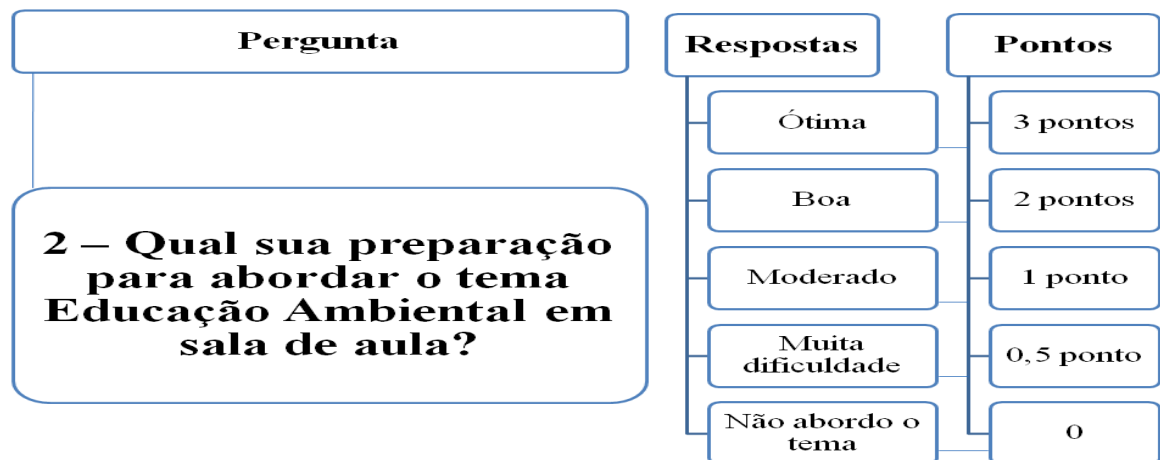 Pergunta
Respostas
Pontos
2 – Qual sua preparação
para abordar o tema
Educação Ambiental em
sala de aula?
Ótima
3 pontos
Boa
2 pontos
Moderado
1 ponto
Muita
dificuldade
0,5 ponto
Não abordo o
tema
0